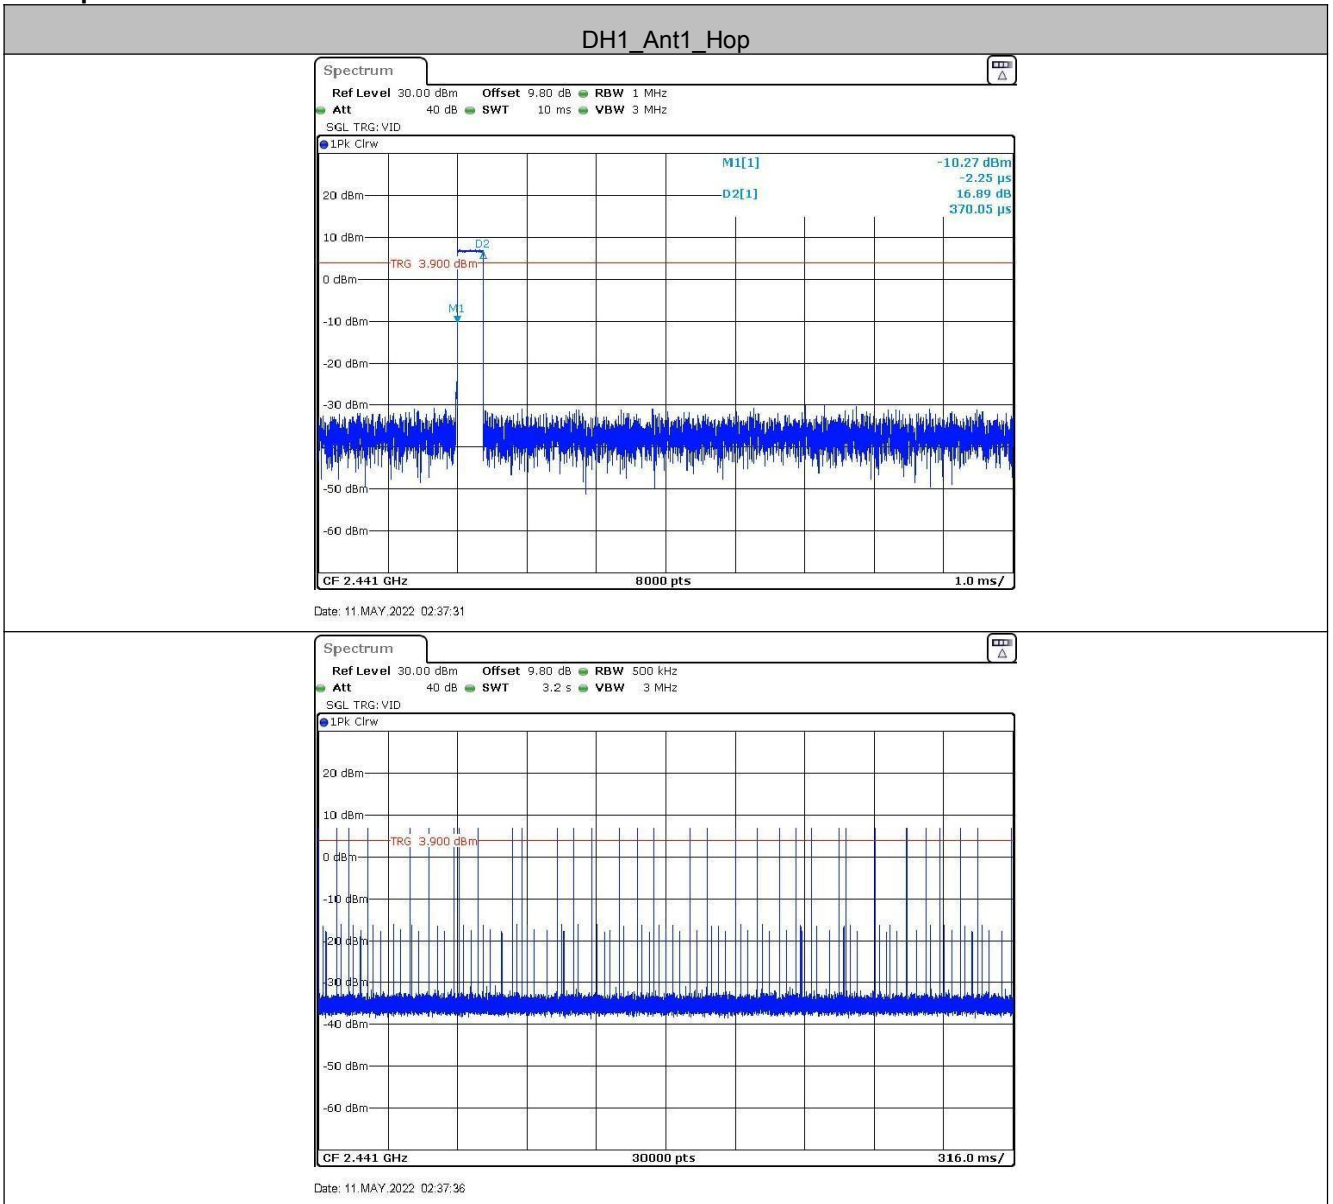 DH1_Ant1_Hop
Spectrum
Ref Level 30.00 dBm Offset 9.80 dB RBW 1 MHz
Att 40 dB SWT 10 ms VBW 3 MHz
SGL TRG: VID
1Pk Clrw
M1[1] -10.27 dBm
-2.25 µs
20 dBm D2[1] 16.89 dB
370.05 µs
10 dBm
D2
TRG 3.900 dBm
0 dBm
M1
-10 dBm
-20 dBm
-30 dBm
-50 dBm
-60 dBm
CF 2.441 GHz 8000 pts 1.0 ms/
Date: 11.MAY.2022 02:37:31
Spectrum
Ref Level 30.00 dBm Offset 9.80 dB RBW 500 kHz
Att 40 dB SWT 3.2 s VBW 3 MHz
SGL TRG: VID
1Pk Clrw
20 dBm
10 dBm
TRG 3.900 dBm
0 dBm
-10 dBm
-20 dBm
-30 dBm
-40 dBm
-50 dBm
-60 dBm
CF 2.441 GHz 30000 pts 316.0 ms/
Date: 11.MAY.2022 02:37:36